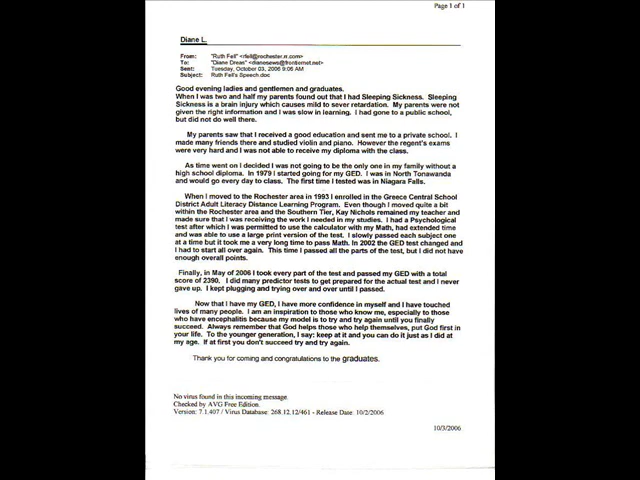 Page 1 of 1
Diane L.
From: "Ruth Fell" <rfell@rochester.rr.com>
To: "Diane Drees" <dianesews@frontiernet.net>
Sent: Tuesday, October 03, 2006 9:06 AM
Subject: Ruth Fell's Speech.doc
Good evening ladies and gentlemen and graduates.
When I was two and half my parents found out that I had Sleeping Sickness. Sleeping
Sickness is a brain injury which causes mild to sever retardation. My parents were not
given the right information and I was slow in learning. I had gone to a public school,
but did not do well there.
My parents saw that I received a good education and sent me to a private school. I
made many friends there and studied violin and piano. However the regent's exams
were very hard and I was not able to receive my diploma with the class.
As time went on I decided I was not going to be the only one in my family without a
high school diploma. In 1979 I started going for my GED. I was in North Tonawanda
and would go every day to class. The first time I tested was in Niagara Falls.
When I moved to the Rochester area in 1993 I enrolled in the Greece Central School
District Adult Literacy Distance Learning Program. Even though I moved quite a bit
within the Rochester area and the Southern Tier, Kay Nichols remained my teacher and
made sure that I was receiving the work I needed in my studies. I had a Psychological
test after which I was permitted to use the calculator with my Math, had extended time
and was able to use a large print version of the test. I slowly passed each subject one
at a time but it took me a very long time to pass Math. In 2002 the GED test changed and
I had to start all over again. This time I passed all the parts of the test, but I did not have
enough overall points.
Finally, in May of 2006 I took every part of the test and passed my GED with a total
score of 2390. I did many predictor tests to get prepared for the actual test and I never
gave up. I kept plugging and trying over and over until I passed.
Now that I have my GED, I have more confidence in myself and I have touched
lives of many people. I am an inspiration to those who know me, especially to those
who have encephalitis because my model is to try and try again until you finally
succeed. Always remember that God helps those who help themselves, put God first in
your life. To the younger generation, I say: keep at it and you can do it just as I did at
my age. If at first you don't succeed try and try again.
Thank you for coming and congratulations to the graduates.
No virus found in this incoming message.
Checked by AVG Free Edition.
Version: 7.1.407 / Virus Database: 268.12.12/461 - Release Date: 10/2/2006
10/3/2006